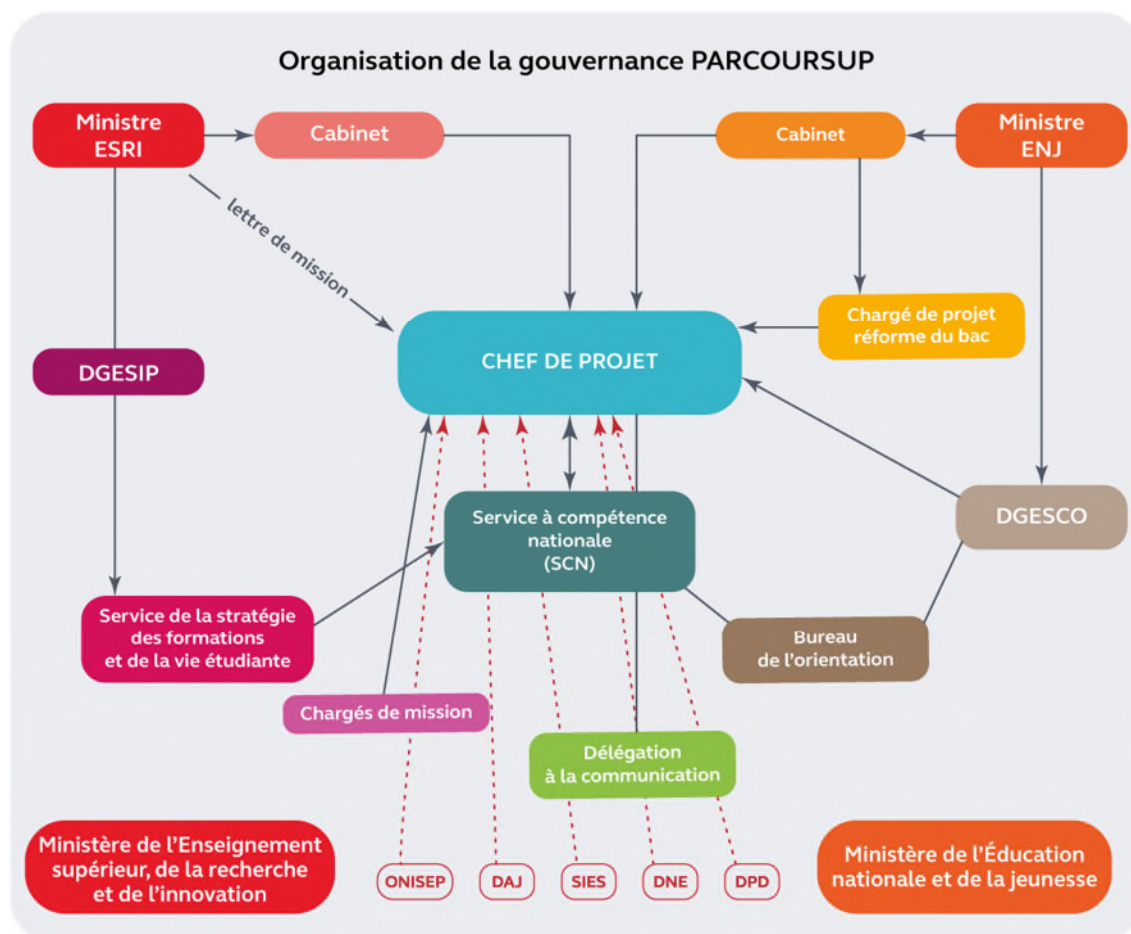 Organisation de la gouvernance PARCOURSUP
Ministre
ESRI
Cabinet
Cabinet
Ministre
ENJ
lettre de mission
Chargé de projet
réforme du bac
DGESIP
CHEF DE PROJET
Service à compétence
nationale
(SCN)
DGESCO
Service de la stratégie
des formations
et de la vie étudiante
Bureau
de l'orientation
Chargés de mission
Délégation
à la communication
Ministère de l'Enseignement
supérieur, de la recherche
et de l'innovation
ONISEP
DAJ
SIES
DNE
DPD
Ministère de l'Éducation
nationale et de la jeunesse